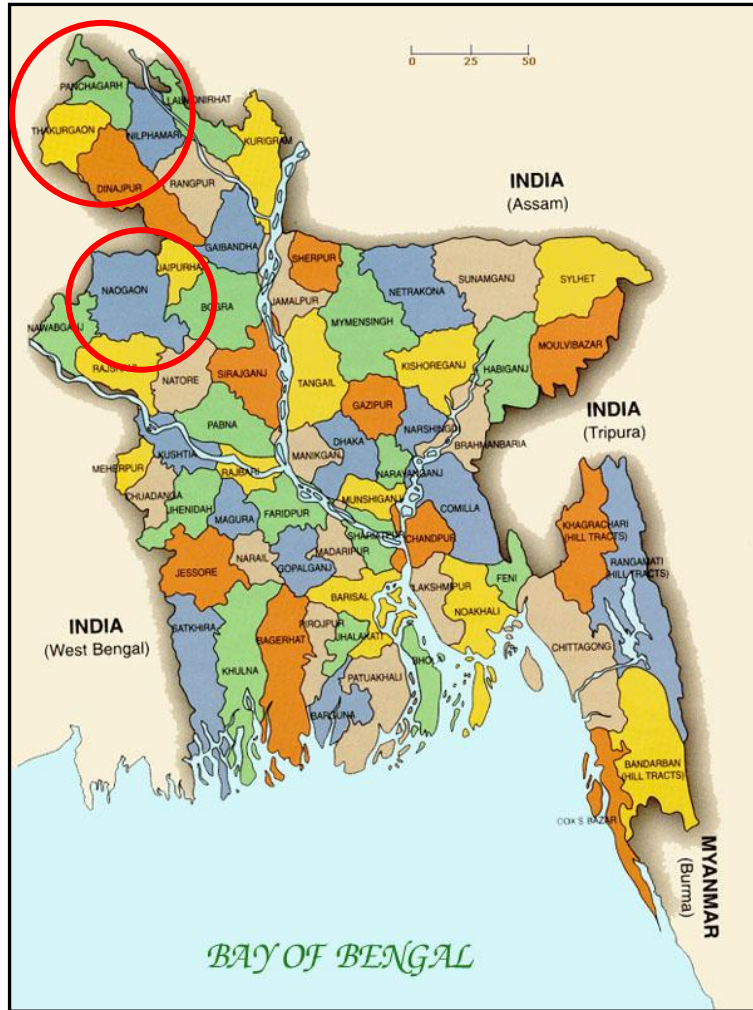 0 25 50
PANCHAGARH
LALMONIRHAT
THAKURGAON
NILPHAMARI
KURIGRAM
DINAJPUR
RANGPUR
INDIA
(Assam)
GAIBANDHA
SHERPUR
JAIPURHA
NAOGAON
NETRAKONA
SUNAMGANJ
SYLHET
JAMALPUR
BOGRA
MYMENSINGH
NAWABGANJ
MOULVIBAZAR
KISHOREGANJ
HABIGANJ
SIRAJGANJ
NATORE
TANGAIL
GAZIPUR
INDIA
(Tripura)
PABNA
NARSHINGDI
DHAKA
BRAHMANBARIA
KUSHTIA
MANIKGANJ
MEHERPUR
RAJBARI
NARAYANGANJ
CHUADANGA
JHENIDAH
MUNSHIGANJ
COMILLA
MAGURA
FARIDPUR
KHAGRACHARI
(HILL TRACTS)
CHANDPUR
MADARIPUR
NARAIL
GOPALGANJ
JESSORE
RANGAMATI
(HILL TRACTS)
FENI
LAKSHMIPUR
BARISAL
NOAKHALI
INDIA
(West Bengal)
SATKHIRA
BAGERHAT
PIROJPUR
JHALAKATI
CHITTAGONG
KHULNA
BHOLA
PATUAKHALI
BARGUNA
BANDARBAN
(HILL TRACTS)
COX S BAZAR
MYANMAR
(Burma)
BAY OF BENGAL